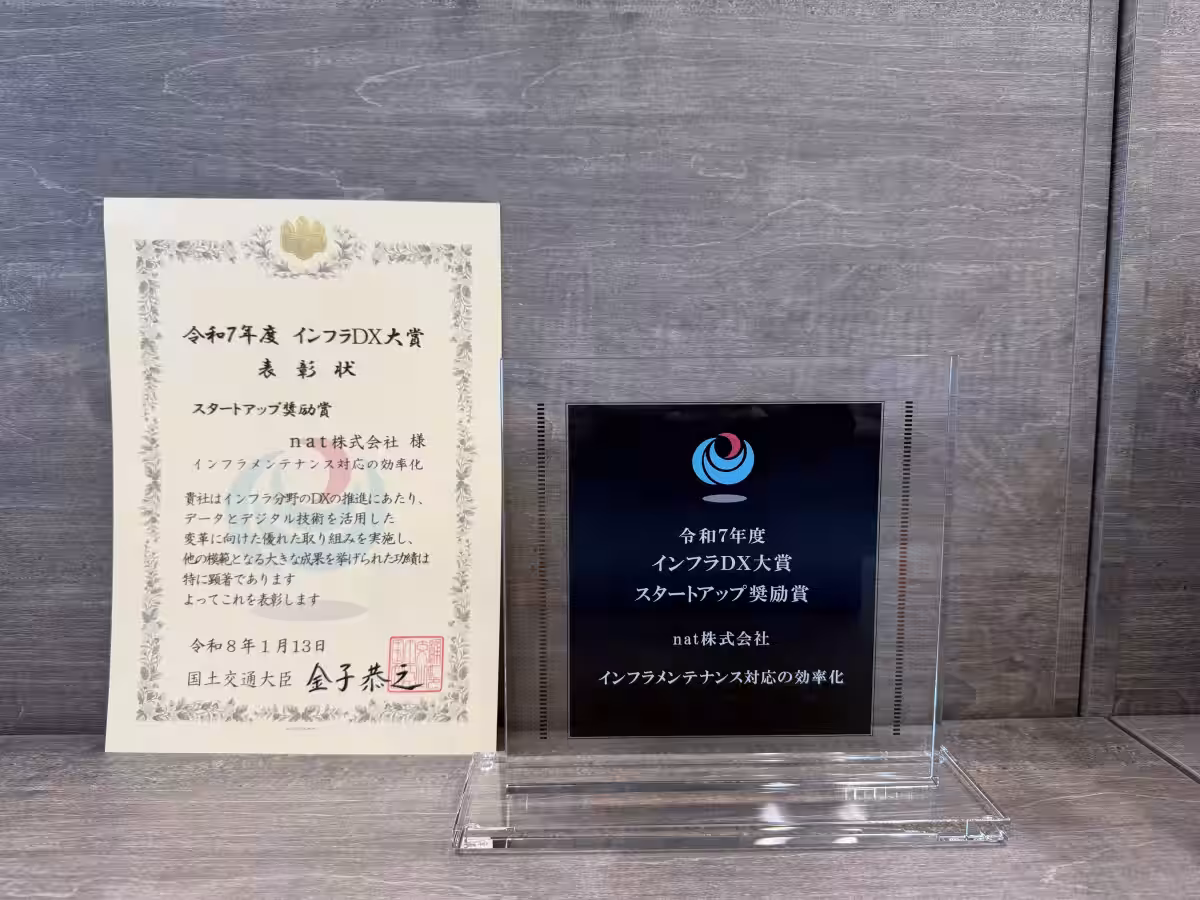 令和7年度 インフラDX大賞
表彰状
スタートアップ奨励賞
nat株式会社 様
インフラメンテナンス対応の効率化
貴社はインフラ分野のDXの推進にあたり、
データとデジタル技術を活用した
変革に向けた優れた取り組みを実施し、
他の模範となる大きな成果を挙げられた功績は
特に顕著であります
よってこれを表彰します
令和8年1月13日
国土交通大臣 金子恭之
令和7年度
インフラDX大賞
スタートアップ奨励賞
nat株式会社
インフラメンテナンス対応の効率化